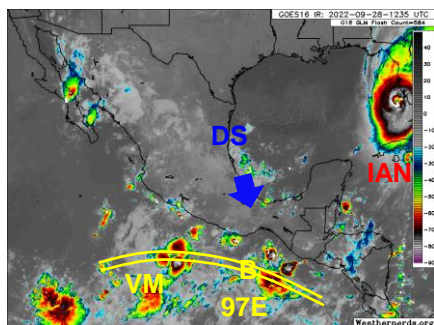 GOES16 IR: 2022-09-28-1235 UTC
G16 GLM Flash Count=584
40
30
20
10
0
-10
-20
-30
-40
-50
-60
-70
-80
-90
DS
IAN
B
VM
97E
Weathernerds.org